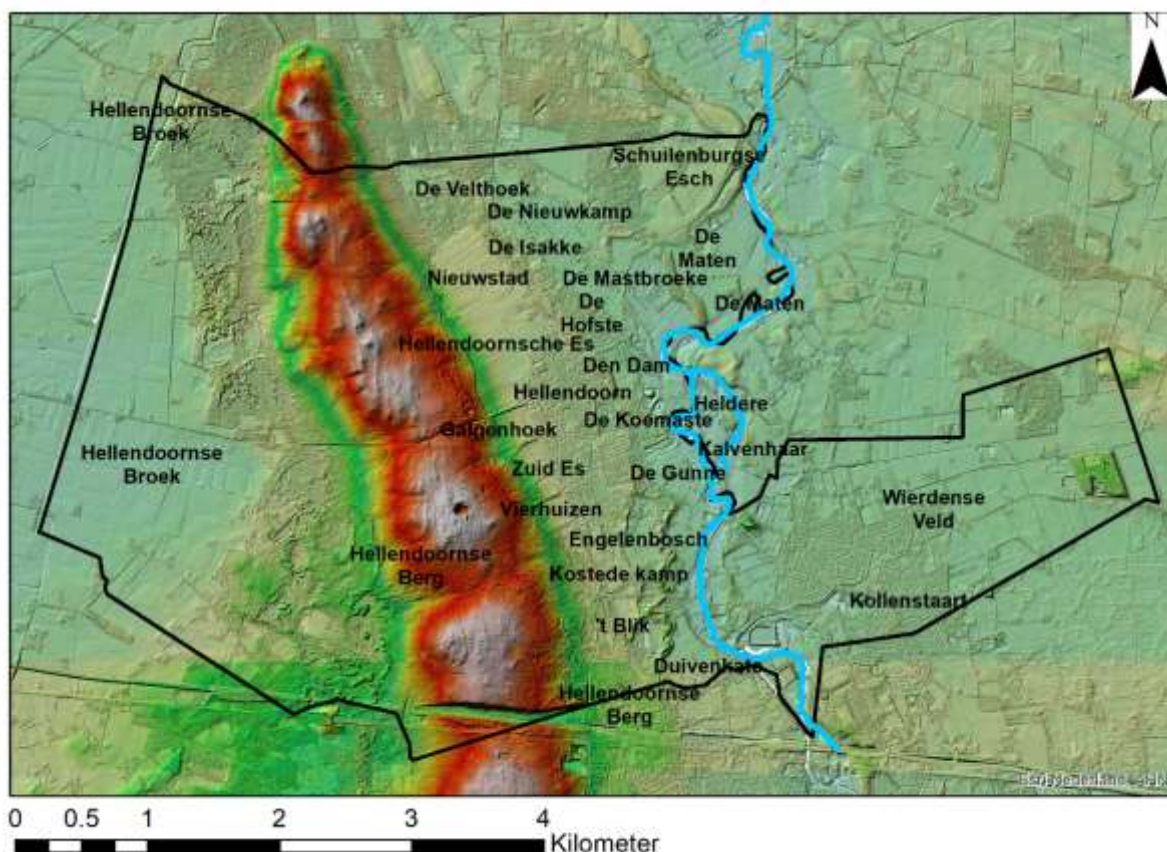 N
Hellendoornse
Broek
Schuilenburgse
Esch
De Velthoek
De Nieuwkamp
De
Maten
De Isakke
Nieuwstad
De Mastbroeke
De
Hofste
De Maten
Hellendoornsche Es
Den Dam
Hellendoorn
Heldere
De Koemaste
Galgenhoek
Kalvenhaar
Hellendoornse
Broek
Zuid Es
De Gunne
Vierhuizen
Wierdense
Veld
Engelenbosch
Hellendoornse
Berg
Kostede kamp
Kollenstaart
't Blik
Duivenkate
Hellendoornse
Berg
0 0.5 1 2 3 4
Kilometer